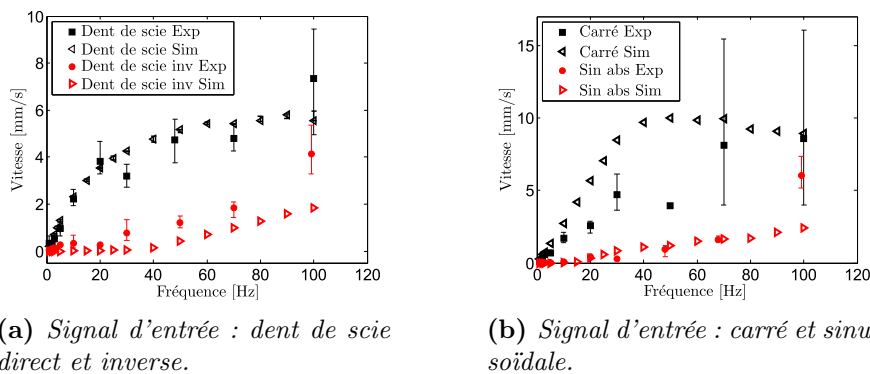 10
8
6
4
2
0
0 20 40 60 80 100 120
Vitesse [mm/s]
Fréquence [Hz]
Dent de scie Exp
Dent de scie Sim
Dent de scie inv Exp
Dent de scie inv Sim
(a) Signal d'entrée : dent de scie
direct et inverse.
15
10
5
0
0 20 40 60 80 100 120
Vitesse [mm/s]
Fréquence [Hz]
Carré Exp
Carré Sim
Sin abs Exp
Sin abs Sim
(b) Signal d'entrée : carré et sinu
soïdale.